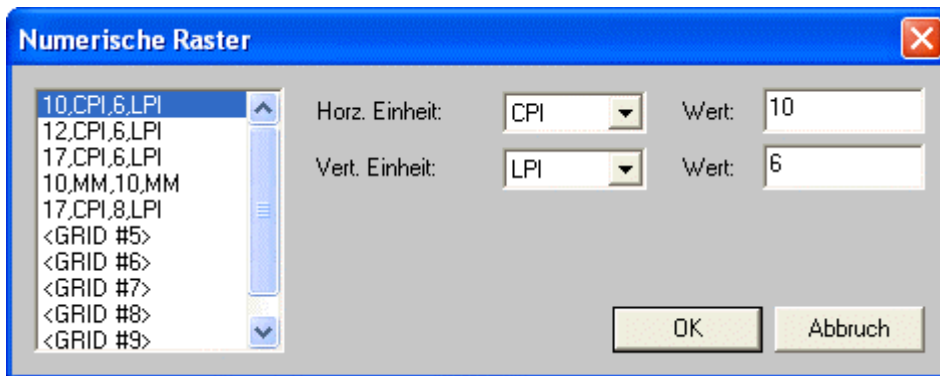 Numerische Raster
10,CPI,6,LPI
12,CPI,6,LPI
17,CPI,6,LPI
10,MM,10,MM
17,CPI,8,LPI
<GRID #5>
<GRID #6>
<GRID #7>
<GRID #8>
<GRID #9>
Horz. Einheit: CPI Wert: 10
Vert. Einheit: LPI Wert: 6
OK Abbruch